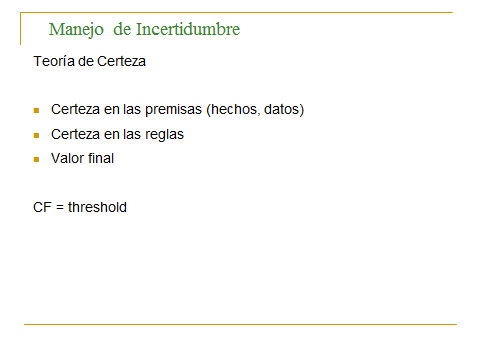 Manejo de Incertidumbre
Teoría de Certeza
Certeza en las premisas (hechos, datos)
Certeza en las reglas
Valor final
CF = threshold